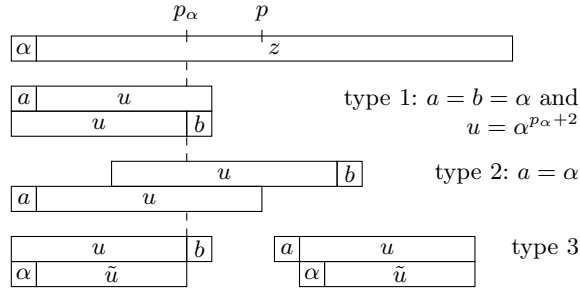 p_α p
α z
a u type 1: a = b = α and
u b u = α^{p_α+2}
u b type 2: a = α
a u
u b a u type 3
α ũ α ũ